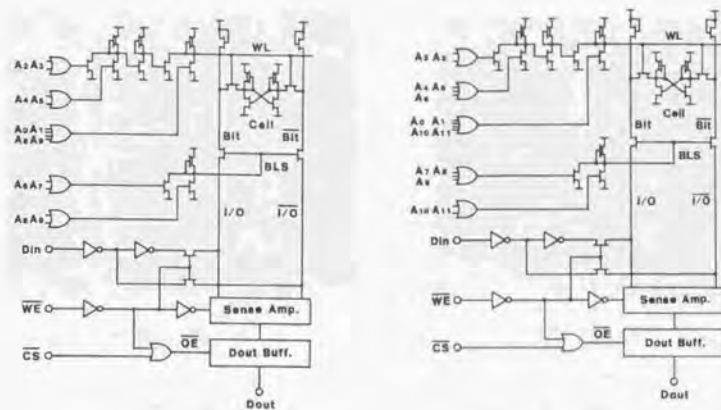 WL
A2 A3
A4 A5
Cell
A0 A1
A8 A9
Bit
Bit
BLS
A6 A7
A8 A9
I/O
I/O
Din
WE
Sense Amp.
OE
Dout Buff.
CS
Dout
WL
A2 A3
A4 A5
A6
Cell
A0 A1
A10 A11
Bit
Bit
BLS
A7 A8
A9
A10 A11
I/O
I/O
Din
WE
Sense Amp.
OE
Dout Buff.
CS
Dout